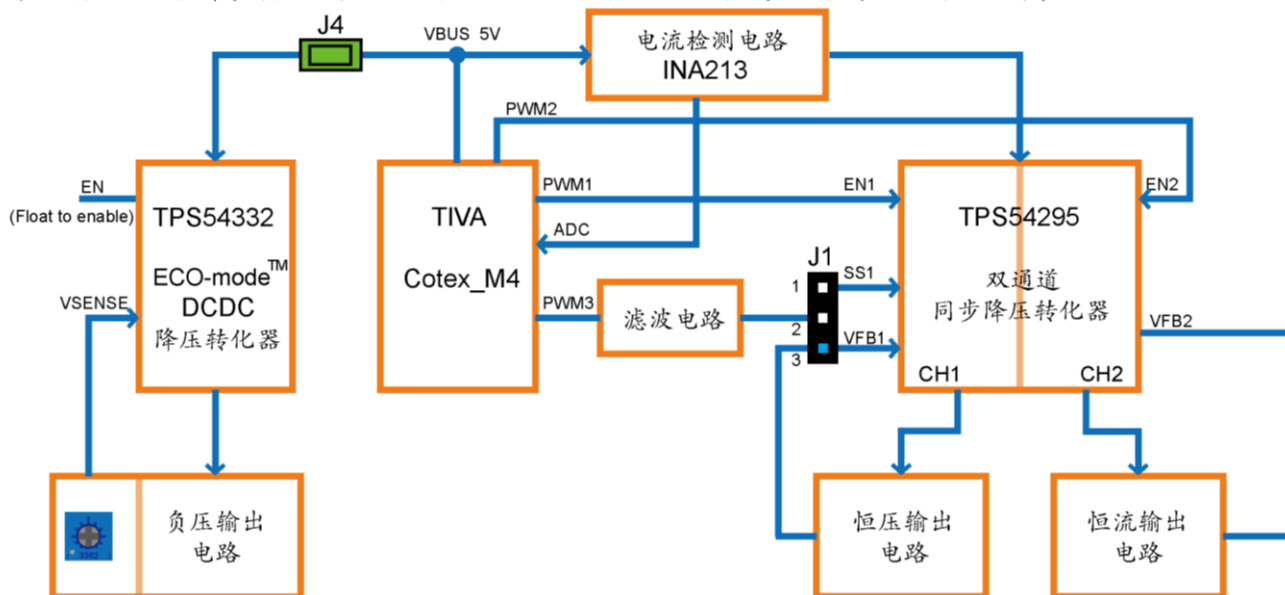 J4
VBUS 5V
电流检测电路
INA213
PWM2
EN
(Float to enable)
TPS54332
ECO-mode™
DCDC
降压转化器
VSENSE
TIVA
Cotex_M4
PWM1
ADC
PWM3
滤波电路
J1
1
2
3
SS1
VFB1
EN1
EN2
TPS54295
双通道
同步降压转化器
VFB2
CH1
CH2
负压输出
电路
3362
恒压输出
电路
恒流输出
电路